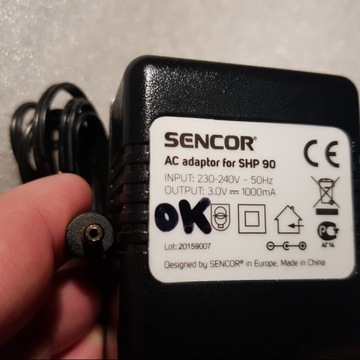 SENCOR®
AC adaptor for SHP 90
INPUT: 230-240V ~ 50Hz
OUTPUT: 3.0V ⎓ 1000mA
OK
Lot: 20159007
Designed by SENCOR® in Europe, Made in China
CE
АГ14